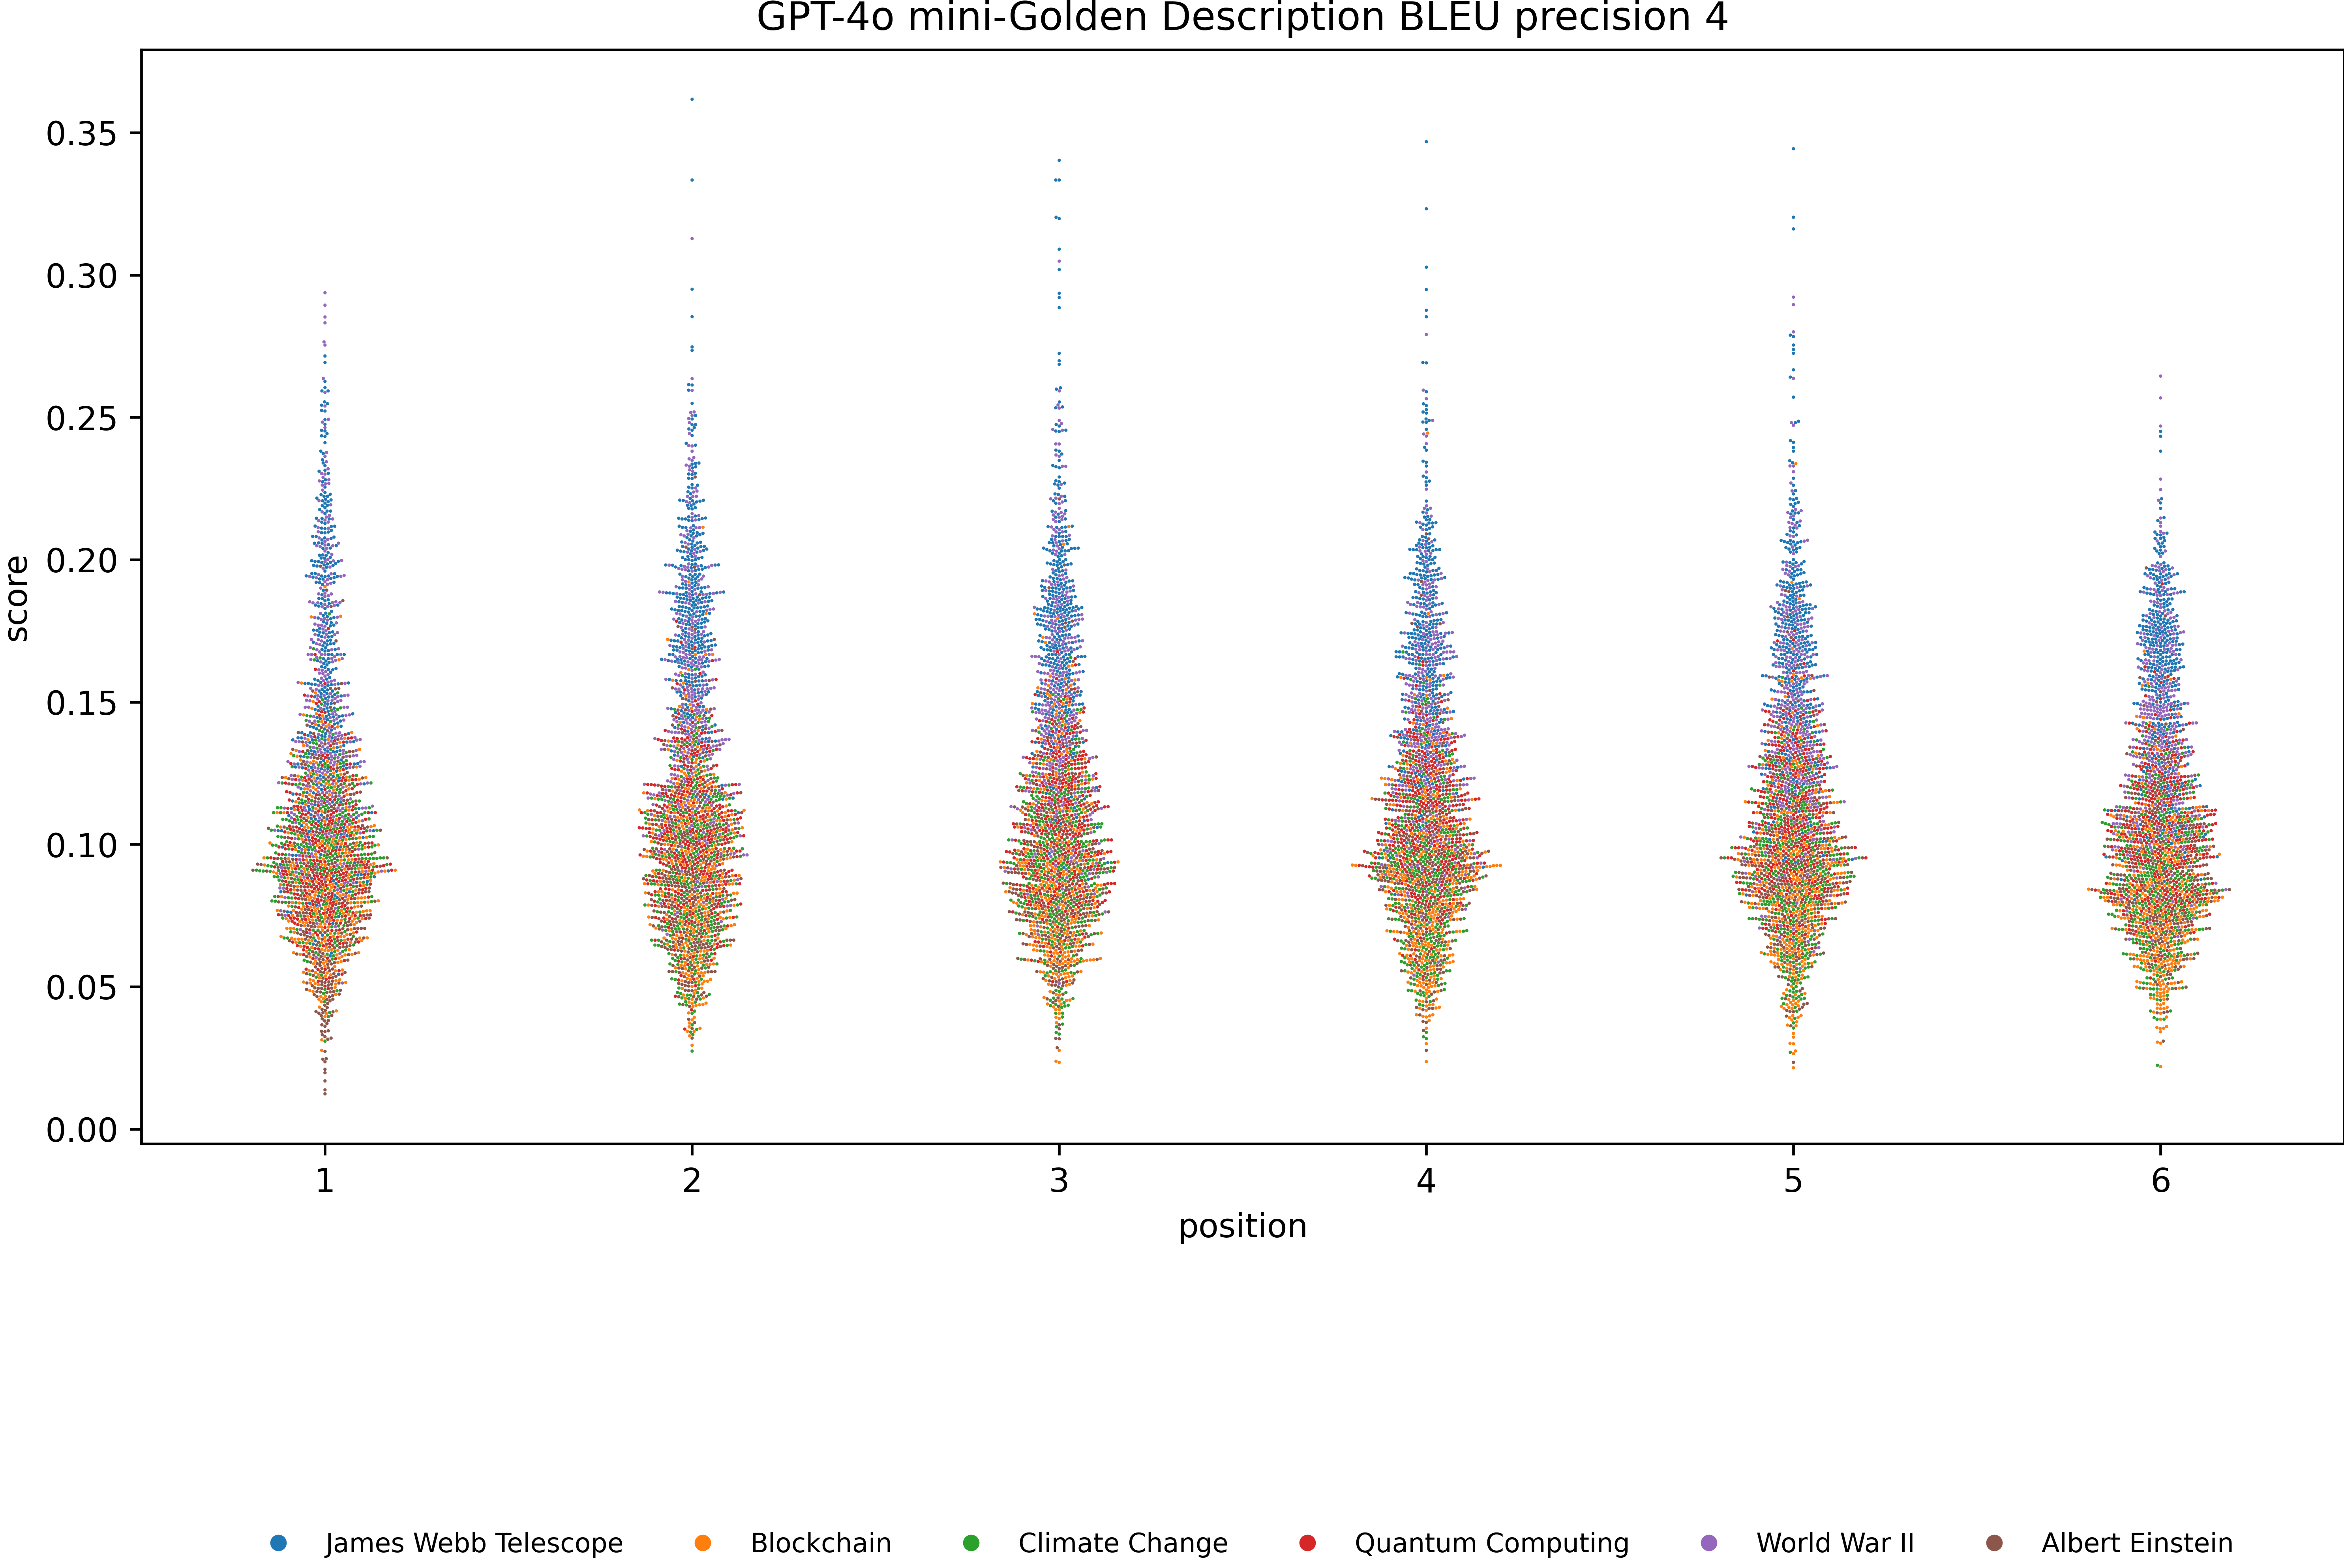 GPT-4o mini-Golden Description BLEU precision 4
score
0.35
0.30
0.25
0.20
0.15
0.10
0.05
0.00
1 2 3 4 5 6
position
James Webb Telescope Blockchain Climate Change Quantum Computing World War II Albert Einstein